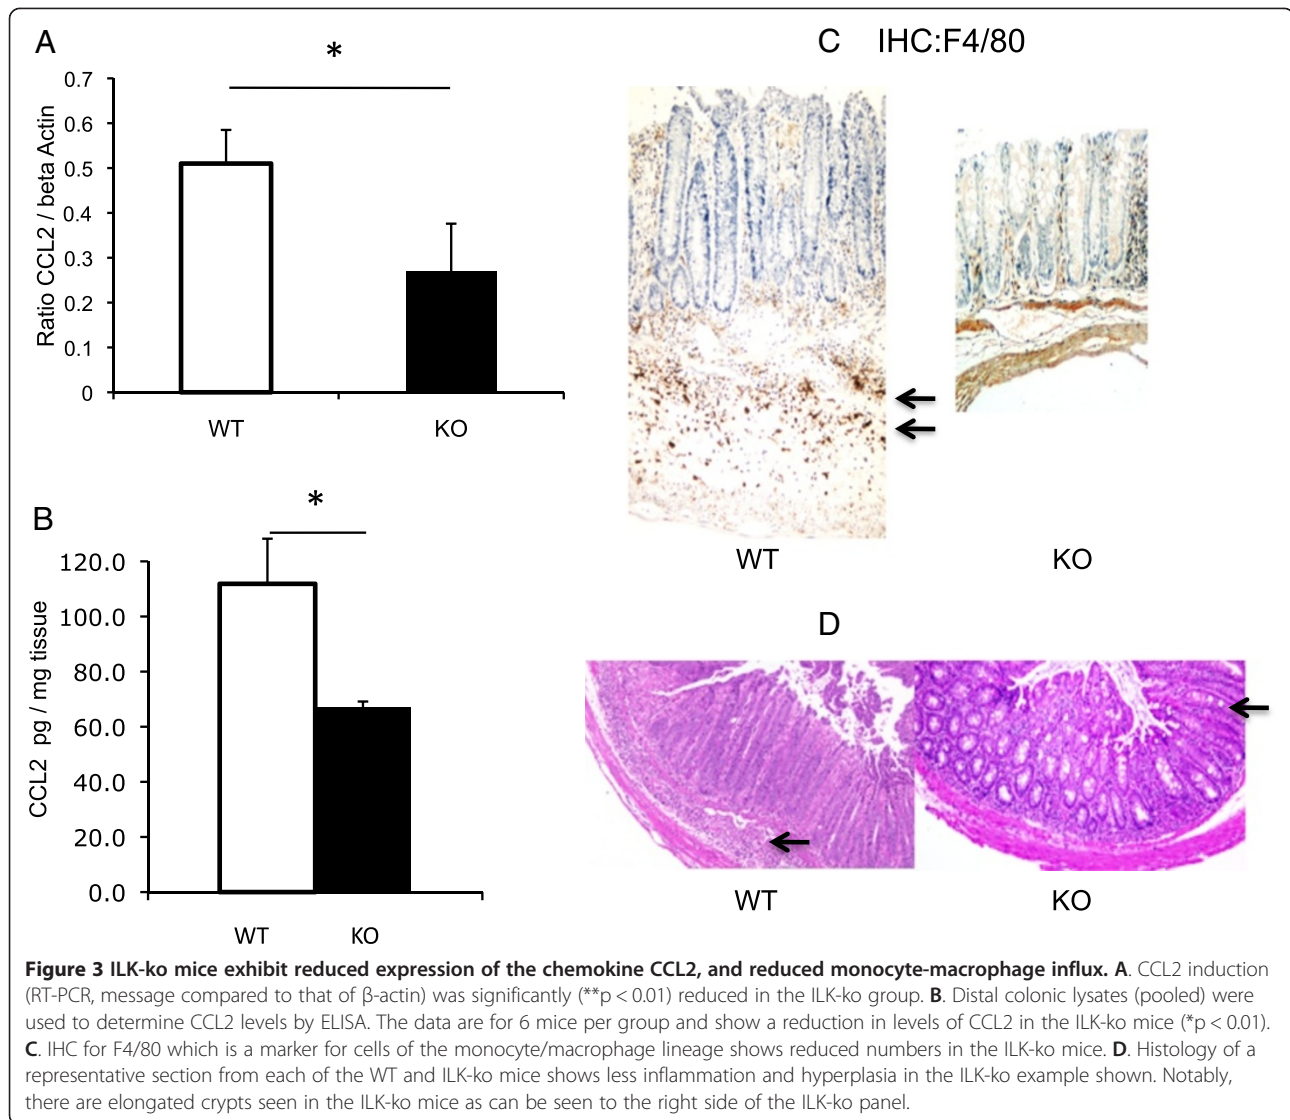 A
*
0.7
0.6
0.5
0.4
0.3
0.2
0.1
0
Ratio CCL2 / beta Actin
WT KO
B
*
120.0
100.0
80.0
60.0
40.0
20.0
0.0
CCL2 pg / mg tissue
WT KO
C IHC:F4/80
WT KO
D
WT KO
Figure 3 ILK-ko mice exhibit reduced expression of the chemokine CCL2, and reduced monocyte-macrophage influx. A. CCL2 induction
(RT-PCR, message compared to that of β-actin) was significantly (**p < 0.01) reduced in the ILK-ko group. B. Distal colonic lysates (pooled) were
used to determine CCL2 levels by ELISA. The data are for 6 mice per group and show a reduction in levels of CCL2 in the ILK-ko mice (*p < 0.01).
C. IHC for F4/80 which is a marker for cells of the monocyte/macrophage lineage shows reduced numbers in the ILK-ko mice. D. Histology of a
representative section from each of the WT and ILK-ko mice shows less inflammation and hyperplasia in the ILK-ko example shown. Notably,
there are elongated crypts seen in the ILK-ko mice as can be seen to the right side of the ILK-ko panel.